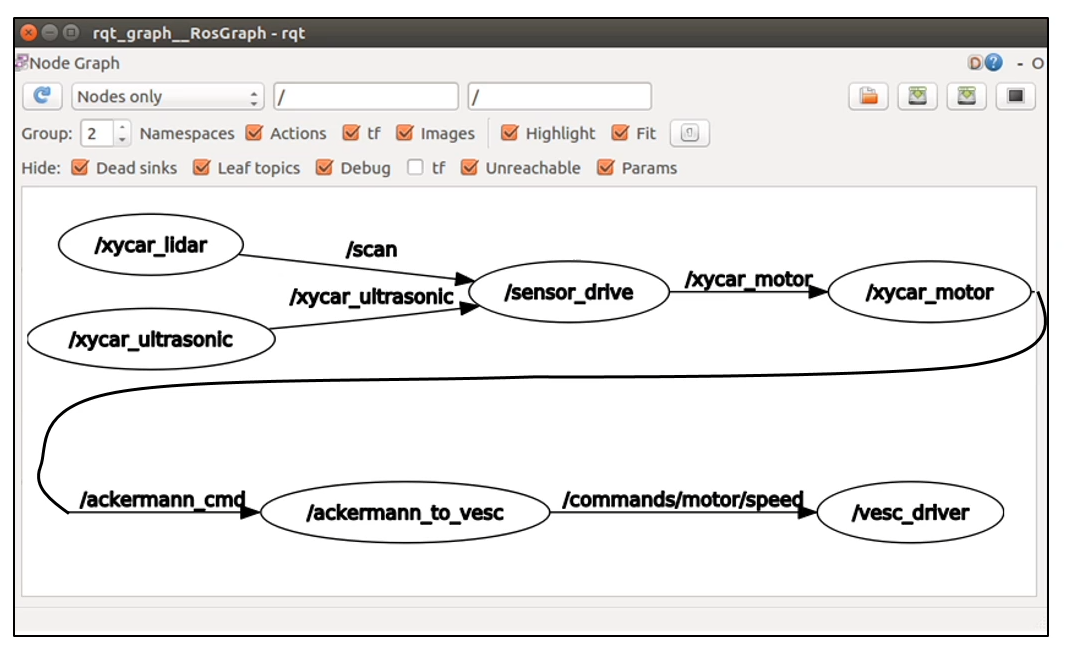 rqt_graph__RosGraph - rqt
Node Graph
D ? - O
Nodes only / /
Group: 2 Namespaces Actions tf Images Highlight Fit
Hide: Dead sinks Leaf topics Debug tf Unreachable Params
/xycar_lidar
/scan
/xycar_ultrasonic
/sensor_drive
/xycar_motor
/xycar_motor
/xycar_ultrasonic
/ackermann_cmd
/ackermann_to_vesc
/commands/motor/speed
/vesc_driver